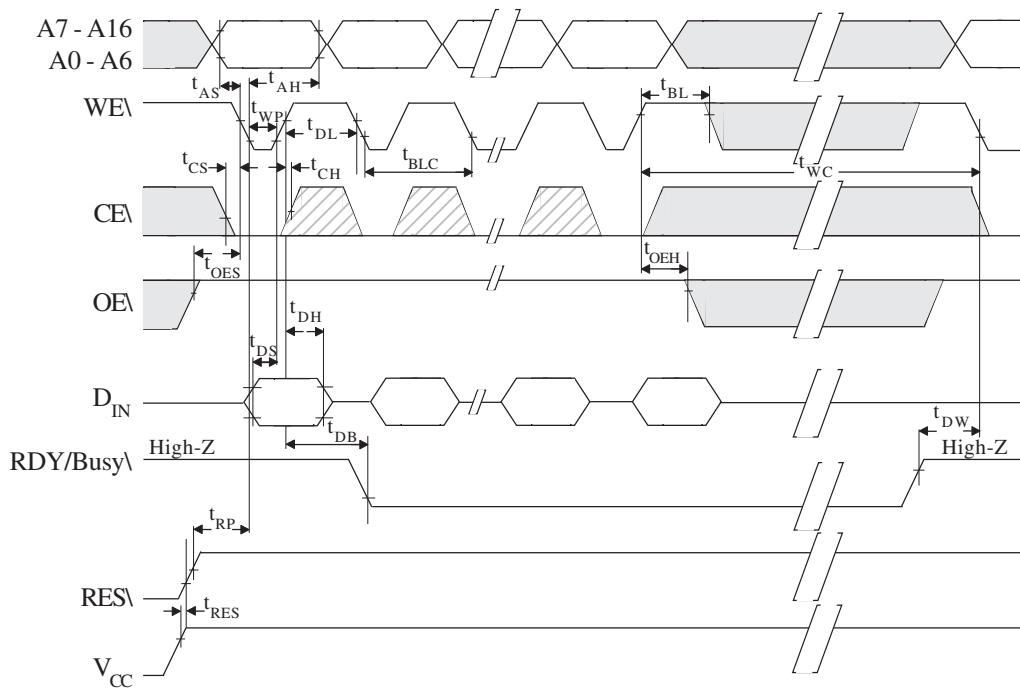 A7 - A16
A0 - A6
tAS
tAH
tBL
WE\
tWP
tDL
tBLC
tWC
tCS
tCH
CE\
tOES
tOEH
OE\
tDH
tDS
DIN
tDB
tDW
RDY/Busy\
High-Z
High-Z
tRP
RES\
tRES
VCC